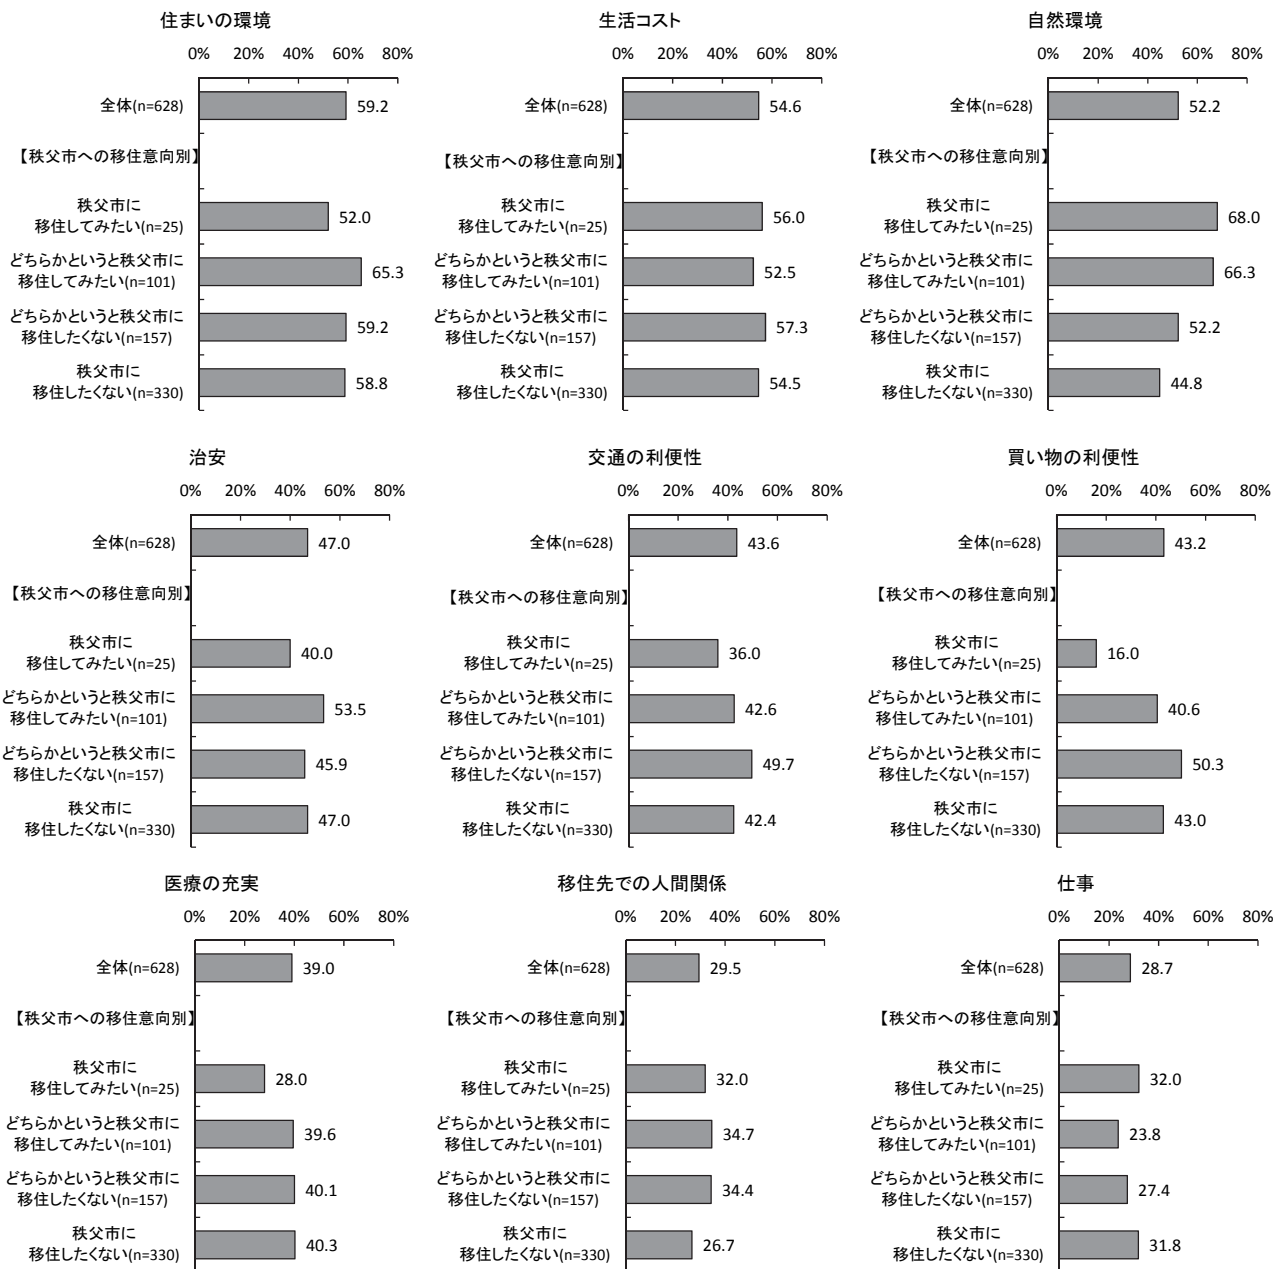 住まいの環境
0% 20% 40% 60% 80%
全体(n=628) 59.2
【秩父市への移住意向別】
秩父市に
移住してみたい(n=25) 52.0
どちらかというと秩父市に
移住してみたい(n=101) 65.3
どちらかというと秩父市に
移住したくない(n=157) 59.2
秩父市に
移住したくない(n=330) 58.8
生活コスト
0% 20% 40% 60% 80%
全体(n=628) 54.6
【秩父市への移住意向別】
秩父市に
移住してみたい(n=25) 56.0
どちらかというと秩父市に
移住してみたい(n=101) 52.5
どちらかというと秩父市に
移住したくない(n=157) 57.3
秩父市に
移住したくない(n=330) 54.5
自然環境
0% 20% 40% 60% 80%
全体(n=628) 52.2
【秩父市への移住意向別】
秩父市に
移住してみたい(n=25) 68.0
どちらかというと秩父市に
移住してみたい(n=101) 66.3
どちらかというと秩父市に
移住したくない(n=157) 52.2
秩父市に
移住したくない(n=330) 44.8
治安
0% 20% 40% 60% 80%
全体(n=628) 47.0
【秩父市への移住意向別】
秩父市に
移住してみたい(n=25) 40.0
どちらかというと秩父市に
移住してみたい(n=101) 53.5
どちらかというと秩父市に
移住したくない(n=157) 45.9
秩父市に
移住したくない(n=330) 47.0
交通の利便性
0% 20% 40% 60% 80%
全体(n=628) 43.6
【秩父市への移住意向別】
秩父市に
移住してみたい(n=25) 36.0
どちらかというと秩父市に
移住してみたい(n=101) 42.6
どちらかというと秩父市に
移住したくない(n=157) 49.7
秩父市に
移住したくない(n=330) 42.4
買い物の利便性
0% 20% 40% 60% 80%
全体(n=628) 43.2
【秩父市への移住意向別】
秩父市に
移住してみたい(n=25) 16.0
どちらかというと秩父市に
移住してみたい(n=101) 40.6
どちらかというと秩父市に
移住したくない(n=157) 50.3
秩父市に
移住したくない(n=330) 43.0
医療の充実
0% 20% 40% 60% 80%
全体(n=628) 39.0
【秩父市への移住意向別】
秩父市に
移住してみたい(n=25) 28.0
どちらかというと秩父市に
移住してみたい(n=101) 39.6
どちらかというと秩父市に
移住したくない(n=157) 40.1
秩父市に
移住したくない(n=330) 40.3
移住先での人間関係
0% 20% 40% 60% 80%
全体(n=628) 29.5
【秩父市への移住意向別】
秩父市に
移住してみたい(n=25) 32.0
どちらかというと秩父市に
移住してみたい(n=101) 34.7
どちらかというと秩父市に
移住したくない(n=157) 34.4
秩父市に
移住したくない(n=330) 26.7
仕事
0% 20% 40% 60% 80%
全体(n=628) 28.7
【秩父市への移住意向別】
秩父市に
移住してみたい(n=25) 32.0
どちらかというと秩父市に
移住してみたい(n=101) 23.8
どちらかというと秩父市に
移住したくない(n=157) 27.4
秩父市に
移住したくない(n=330) 31.8